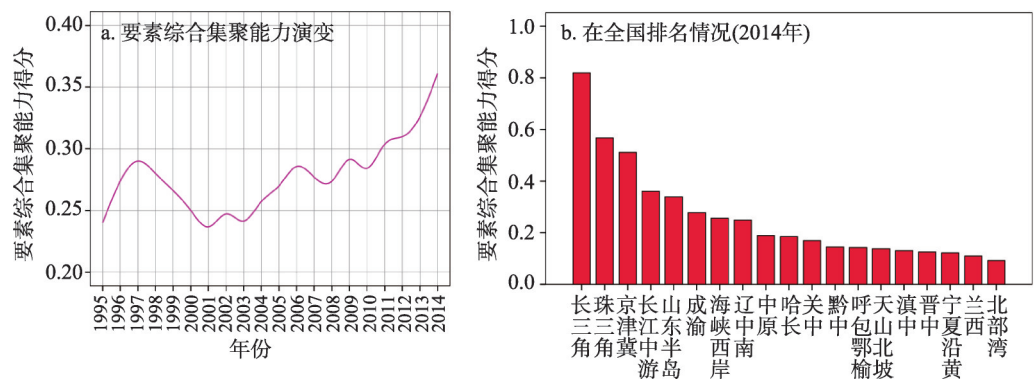 a. 要素综合集聚能力演变
要素综合集聚能力得分
0.40
0.35
0.30
0.25
0.20
1995
1996
1997
1998
1999
2000
2001
2002
2003
2004
2005
2006
2007
2008
2009
2010
2011
2012
2013
2014
年份
b. 在全国排名情况(2014年)
要素综合集聚能力得分
1.0
0.8
0.6
0.4
0.2
0.0
长三角
珠三角
京津冀
长江中游
山东半岛
成渝
海峡西岸
辽中南
中原
哈长
关中
黔中
呼包鄂榆
天山北坡
滇中
晋中
宁夏沿黄
兰西
北部湾